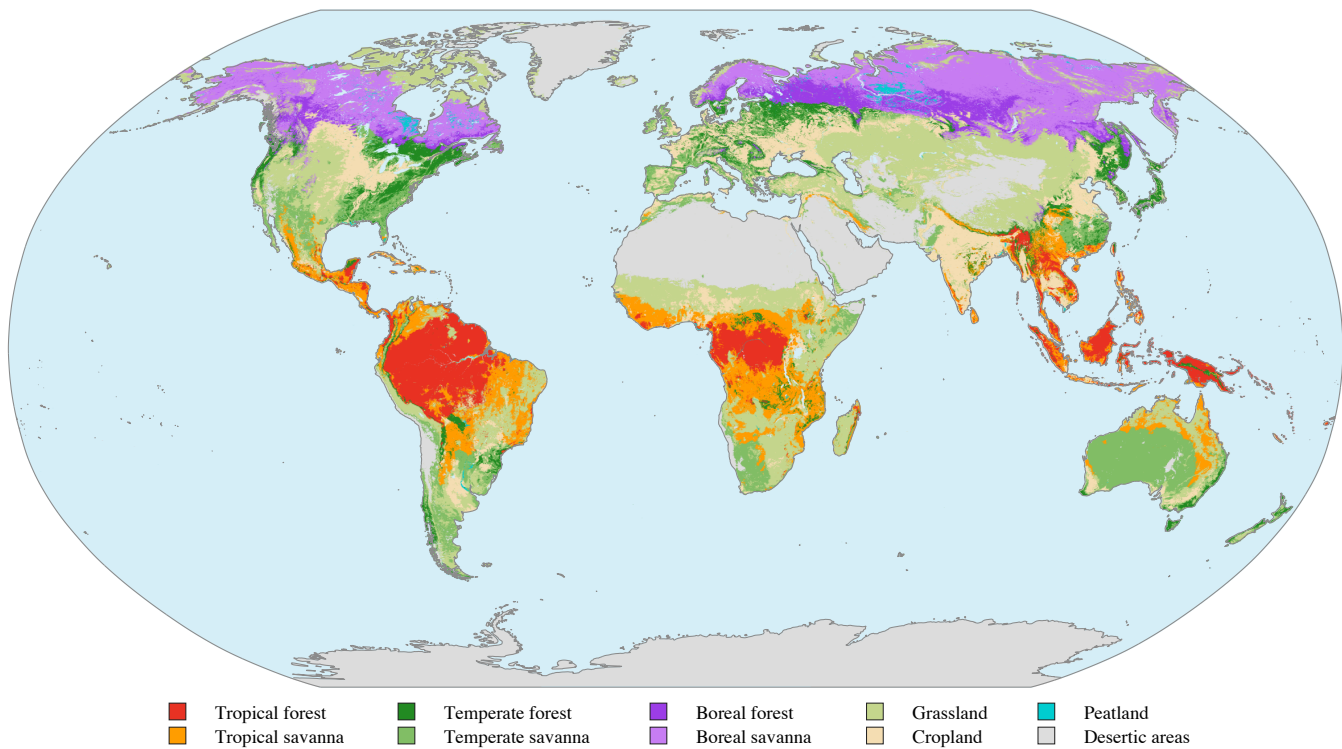 Tropical forest Temperate forest Boreal forest Grassland Peatland
Tropical savanna Temperate savanna Boreal savanna Cropland Desertic areas